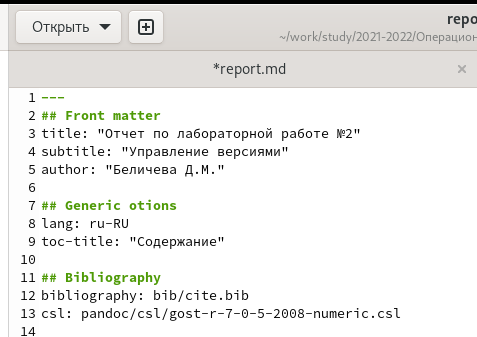 Открыть
repo
~/work/study/2021-2022/Операцион
*report.md
1 ---
2 ## Front matter
3 title: "Отчет по лабораторной работе №2"
4 subtitle: "Управление версиями"
5 author: "Беличева Д.М."
6
7 ## Generic otions
8 lang: ru-RU
9 toc-title: "Содержание"
10
11 ## Bibliography
12 bibliography: bib/cite.bib
13 csl: pandoc/csl/gost-r-7-0-5-2008-numeric.csl
14